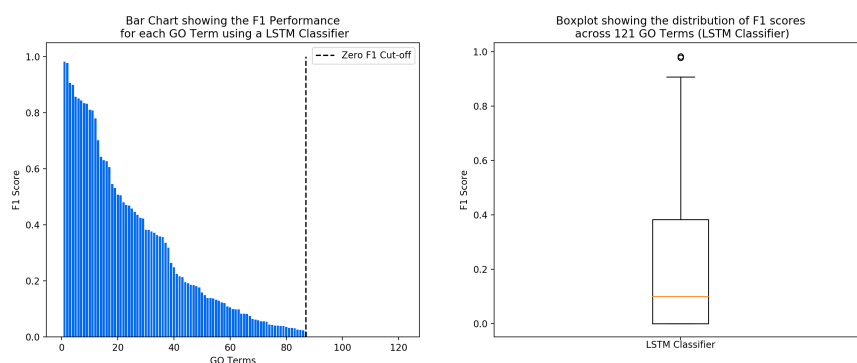 Bar Chart showing the F1 Performance
for each GO Term using a LSTM Classifier
Zero F1 Cut-off
F1 Score
1.0
0.8
0.6
0.4
0.2
0.0
0 20 40 60 80 100 120
GO Terms
Boxplot showing the distribution of F1 scores
across 121 GO Terms (LSTM Classifier)
F1 Score
1.0
0.8
0.6
0.4
0.2
0.0
LSTM Classifier